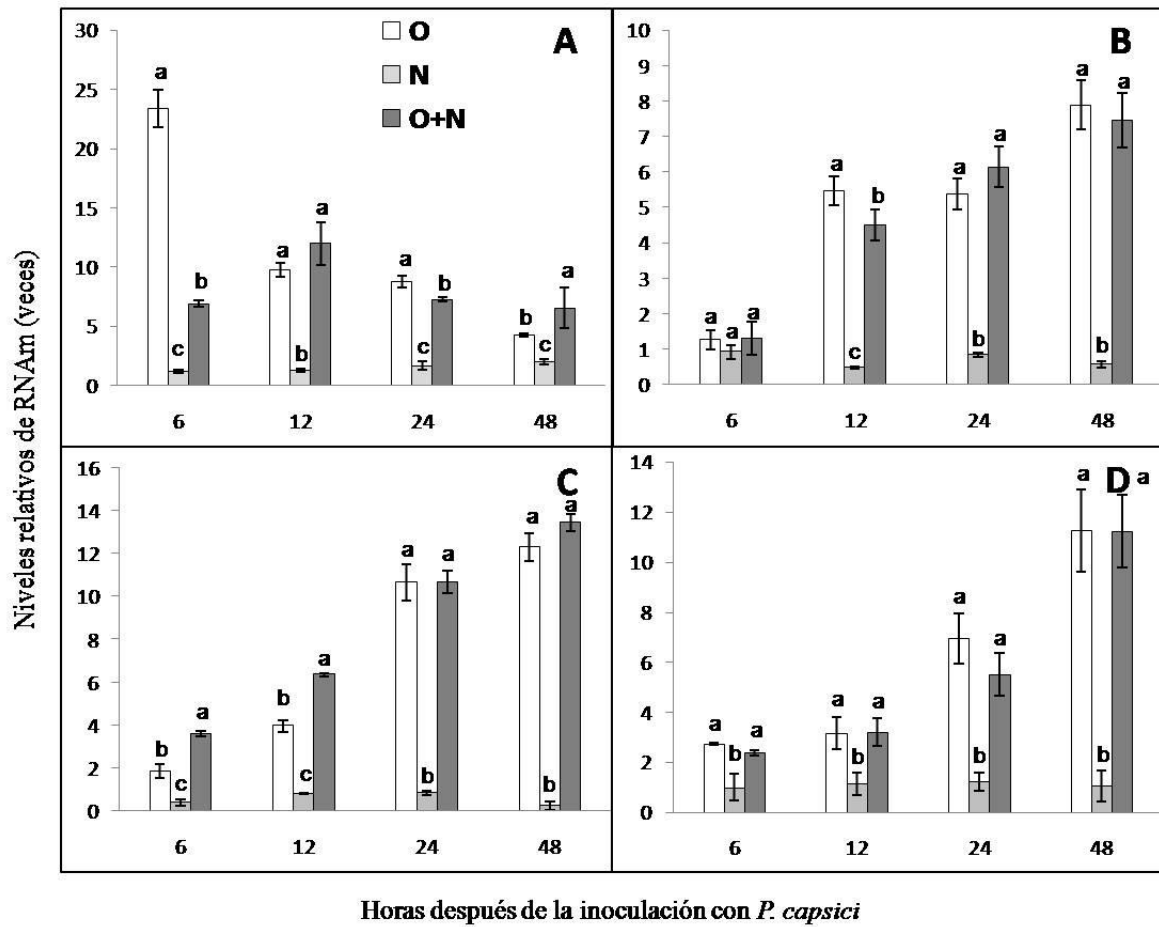 Niveles relativos de RNAm (veces)
A
O
N
O+N
30
25
20
15
10
5
0
a
c
b
a
b
a
a
c
b
b
c
a
6 12 24 48
B
10
9
8
7
6
5
4
3
2
1
0
a
a
a
a
c
b
a
b
a
a
b
a
6 12 24 48
C
16
14
12
10
8
6
4
2
0
b
c
a
b
c
a
a
b
a
a
b
a
6 12 24 48
D
14
12
10
8
6
4
2
0
a
b
a
a
b
a
a
b
a
a
b
a
6 12 24 48
Horas después de la inoculación con P. capsici